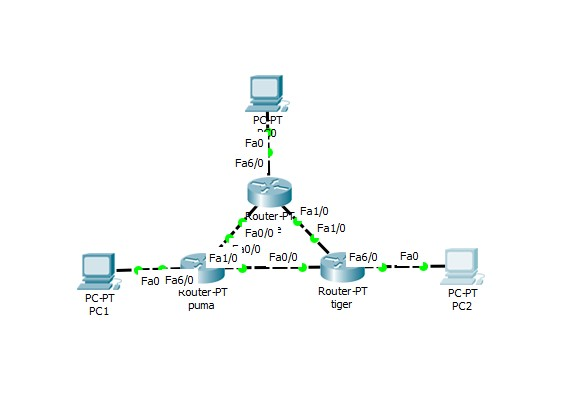 PC-PT
Fa0
Fa6/0
Router-PT
Fa1/0
Fa1/0
Fa0/0
Fa0/0
Fa1/0
Fa0/0
Fa6/0
Fa0
Fa0
Fa6/0
PC-PT
PC1
Router-PT
puma
Router-PT
tiger
PC-PT
PC2